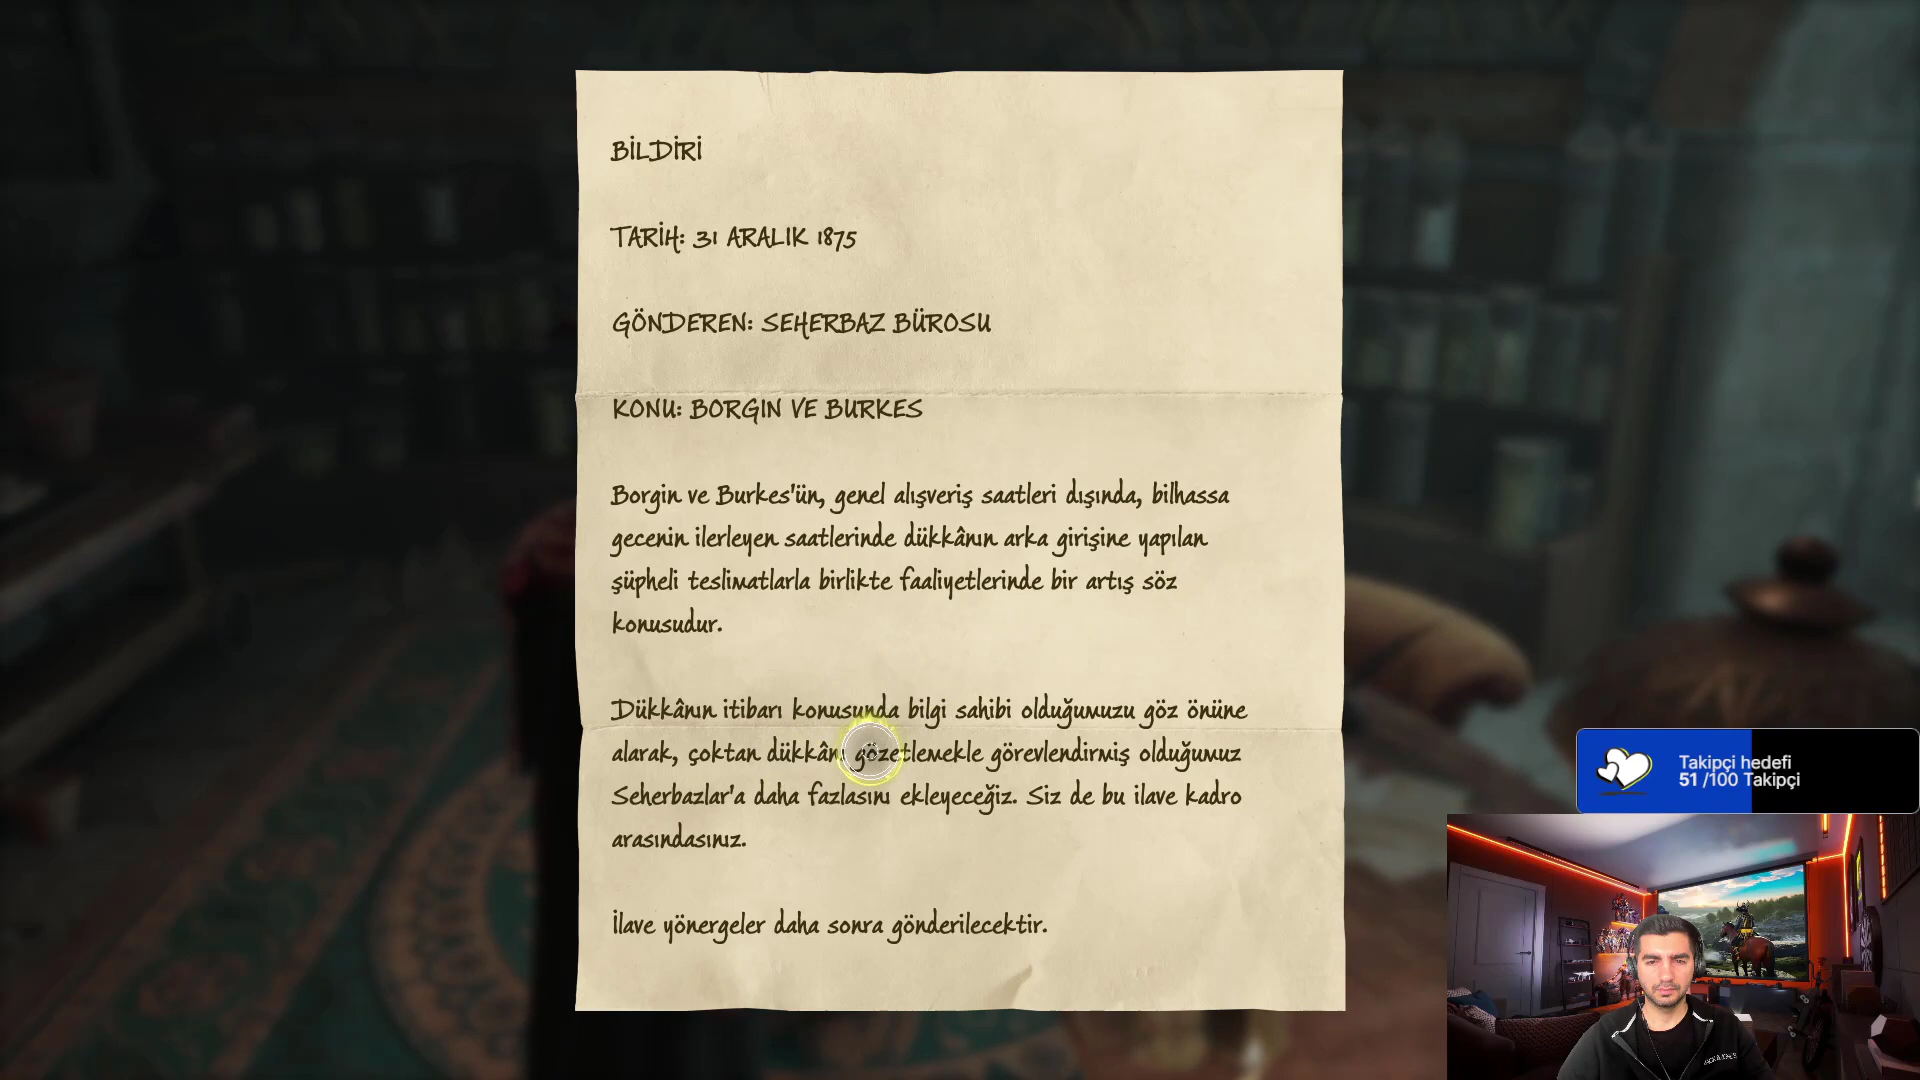 BİLDİRİ
TARİH: 31 ARALIK 1875
GÖNDEREN: SEHERBAZ BÜROSU
KONU: BORGIN VE BURKES
Borgin ve Burkes'ün, genel alışveriş saatleri dışında, bilhassa
gecenin ilerleyen saatlerinde dükkânın arka girişine yapılan
şüpheli teslimatlarla birlikte faaliyetlerinde bir artış söz
konusudur.
Dükkânın itibarı konusunda bilgi sahibi olduğumuzu göz önüne
alarak, çoktan dükkânı gözetlemekle görevlendirmiş olduğumuz
Seherbazlar'a daha fazlasını ekleyeceğiz. Siz de bu ilave kadro
arasındasınız.
İlave yönergeler daha sonra gönderilecektir.
Takipçi hedefi
51 /100 Takipçi